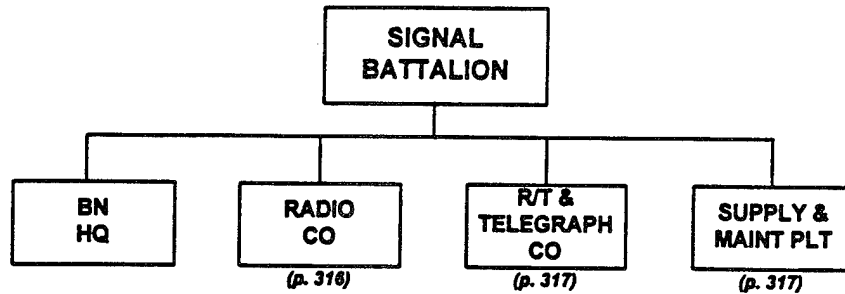 SIGNAL
BATTALION
BN
HQ
RADIO
CO
(p. 316)
R/T &
TELEGRAPH
CO
(p. 317)
SUPPLY &
MAINT PLT
(p. 317)